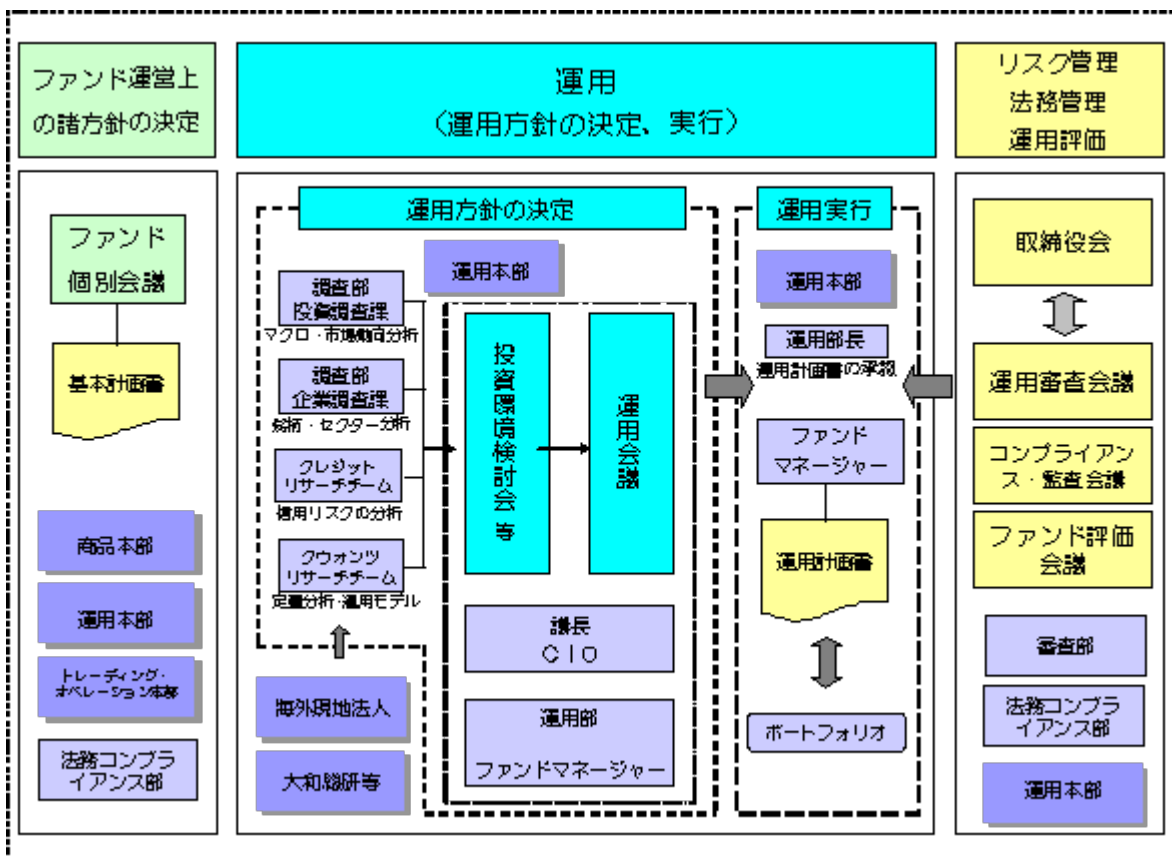 ファンド運営上
の諸方針の決定
ファンド
個別会議
基本計画書
商品本部
運用本部
トレーディング・
オペレーション本部
法務コンプラ
イアンス部
運用
(運用方針の決定、実行)
運用方針の決定
運用本部
調査部
投資調査課
マクロ・市場動向分析
調査部
企業調査課
銘柄・セクター分析
クレジット
リサーチチーム
信用リスクの分析
クウォンツ
リサーチチーム
定量分析・運用モデル
海外現地法人
大和総研等
投資環境検討会 等
運用会議
議長
CIO
運用部
ファンドマネージャー
運用実行
運用本部
運用部長
運用計画書の承認
ファンド
マネージャー
運用計画書
ポートフォリオ
リスク管理
法務管理
運用評価
取締役会
運用審査会議
コンプライアン
ス・監査会議
ファンド評価
会議
審査部
法務コンプラ
イアンス部
運用本部